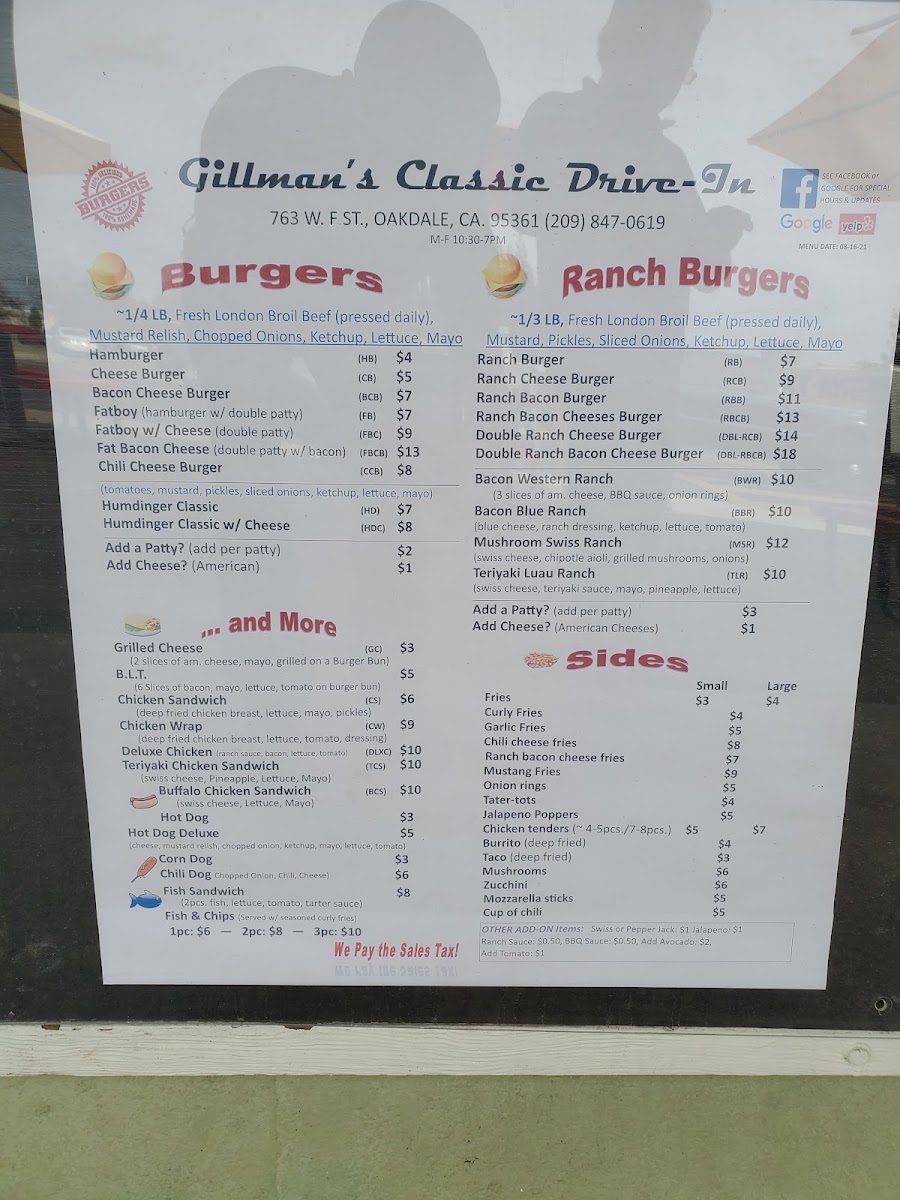 Gillman's Classic Drive-In
763 W. F ST., OAKDALE, CA. 95361 (209) 847-0619
M-F 10:30-7PM
100% DELICIOUS
BURGERS
100% HOMEMADE
f
SEE FACEBOOK or
GOOGLE FOR SPECIAL
HOURS & UPDATES
Google yelp
MENU DATE: 08-16-21
Burgers
~1/4 LB, Fresh London Broil Beef (pressed daily),
Mustard Relish, Chopped Onions, Ketchup, Lettuce, Mayo
Hamburger (HB) $4
Cheese Burger (CB) $5
Bacon Cheese Burger (BCB) $7
Fatboy (hamburger w/ double patty) (FB) $7
Fatboy w/ Cheese (double patty) (FBC) $9
Fat Bacon Cheese (double patty w/ bacon) (FBCB) $13
Chili Cheese Burger (CCB) $8
(tomatoes, mustard, pickles, sliced onions, ketchup, lettuce, mayo)
Humdinger Classic (HD) $7
Humdinger Classic w/ Cheese (HDC) $8
Add a Patty? (add per patty) $2
Add Cheese? (American) $1
... and More
Grilled Cheese (GC) $3
(2 slices of am. cheese, mayo, grilled on a Burger Bun)
B.L.T. $5
(6 Slices of bacon, mayo, lettuce, tomato on burger bun)
Chicken Sandwich (CS) $6
(deep fried chicken breast, lettuce, mayo, pickles)
Chicken Wrap (CW) $9
(deep fried chicken breast, lettuce, tomato, dressing)
Deluxe Chicken (ranch sauce, bacon, lettuce, tomato) (DLXC) $10
Teriyaki Chicken Sandwich (TCS) $10
(swiss cheese, Pineapple, Lettuce, Mayo)
Buffalo Chicken Sandwich (BCS) $10
(swiss cheese, Lettuce, Mayo)
Hot Dog $3
Hot Dog Deluxe $5
(cheese, mustard relish, chopped onion, ketchup, mayo, lettuce, tomato)
Corn Dog $3
Chili Dog Chopped Onion, Chili, Cheese) $6
Fish Sandwich $8
(2pcs. fish, lettuce, tomato, tarter sauce)
Fish & Chips (Served w/ seasoned curly fries)
1pc: $6 — 2pc: $8 — 3pc: $10
We Pay the Sales Tax!
Ranch Burgers
~1/3 LB, Fresh London Broil Beef (pressed daily),
Mustard, Pickles, Sliced Onions, Ketchup, Lettuce, Mayo
Ranch Burger (RB) $7
Ranch Cheese Burger (RCB) $9
Ranch Bacon Burger (RBB) $11
Ranch Bacon Cheeses Burger (RBCB) $13
Double Ranch Cheese Burger (DBL-RCB) $14
Double Ranch Bacon Cheese Burger (DBL-RBCB) $18
Bacon Western Ranch (BWR) $10
(3 slices of am. cheese, BBQ sauce, onion rings)
Bacon Blue Ranch (BBR) $10
(blue cheese, ranch dressing, ketchup, lettuce, tomato)
Mushroom Swiss Ranch (MSR) $12
(swiss cheese, chipotle aioli, grilled mushrooms, onions)
Teriyaki Luau Ranch (TLR) $10
(swiss cheese, teriyaki sauce, mayo, pineapple, lettuce)
Add a Patty? (add per patty) $3
Add Cheese? (American Cheeses) $1
Sides
Small Large
Fries $3 $4
Curly Fries $4
Garlic Fries $5
Chili cheese fries $8
Ranch bacon cheese fries $7
Mustang Fries $9
Onion rings $5
Tater-tots $4
Jalapeno Poppers $5
Chicken tenders (~ 4-5pcs./7-8pcs.) $5 $7
Burrito (deep fried) $4
Taco (deep fried) $3
Mushrooms $6
Zucchini $6
Mozzarella sticks $5
Cup of chili $5
OTHER ADD-ON Items: Swiss or Pepper Jack: $1 Jalapeno: $1
Ranch Sauce: $0.50, BBQ Sauce: $0.50, Add Avocado: $2,
Add Tomato: $1